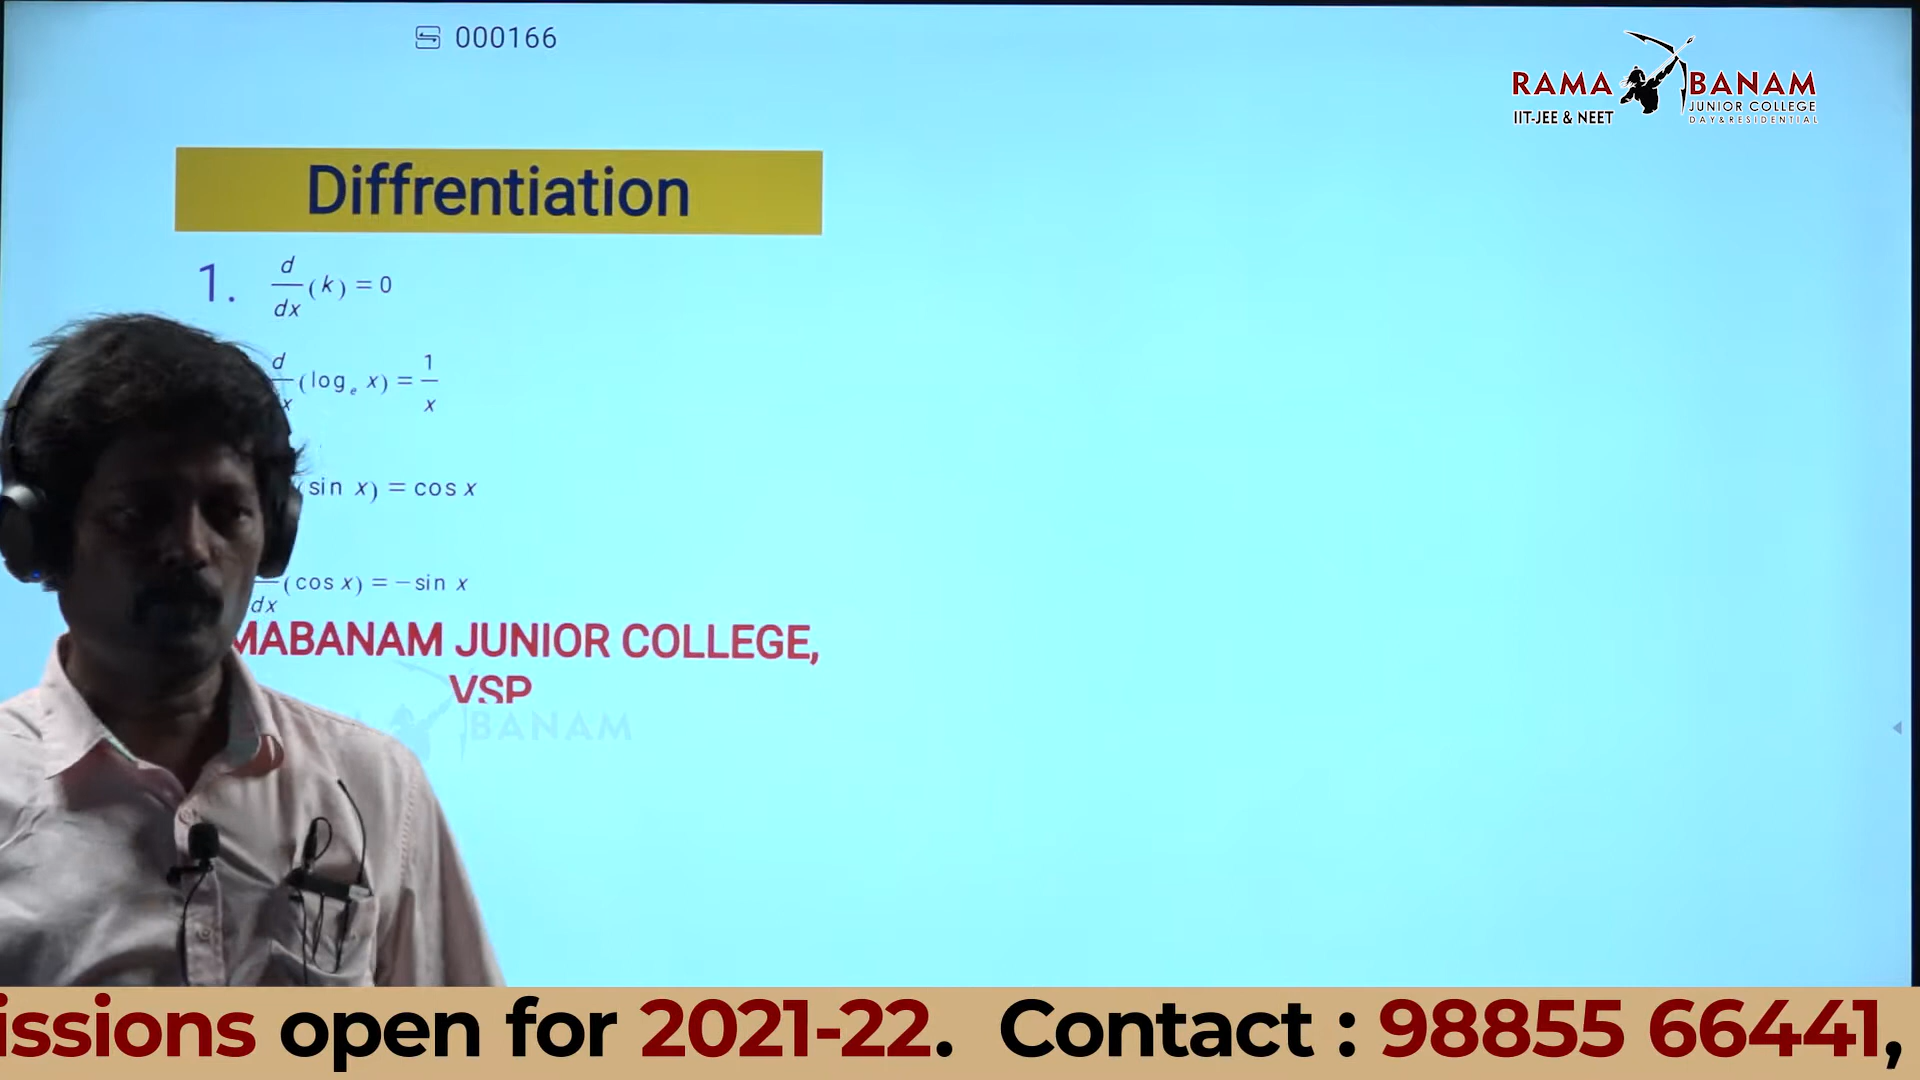 000166
RAMA BANAM
IIT-JEE & NEET JUNIOR COLLEGE
DAY&RESIDENTIAL
Diffrentiation
1. d/dx (k) = 0
d (logₑ x) = 1/x
(sin x) = cos x
dx (cos x) = −sin x
MABANAM JUNIOR COLLEGE,
VSP
BANAM
issions open for 2021-22. Contact : 98855 66441,